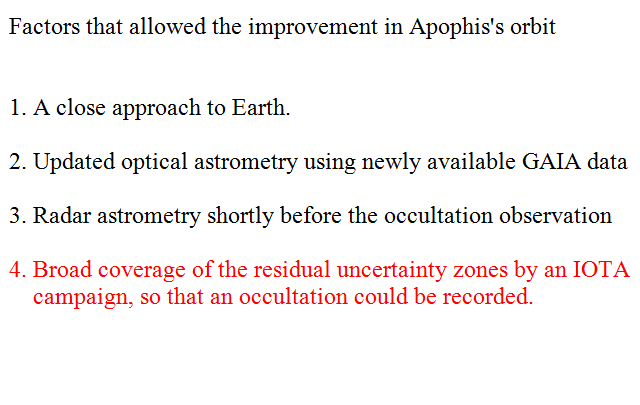 Factors that allowed the improvement in Apophis's orbit
1. A close approach to Earth.
2. Updated optical astrometry using newly available GAIA data
3. Radar astrometry shortly before the occultation observation
4. Broad coverage of the residual uncertainty zones by an IOTA
campaign, so that an occultation could be recorded.